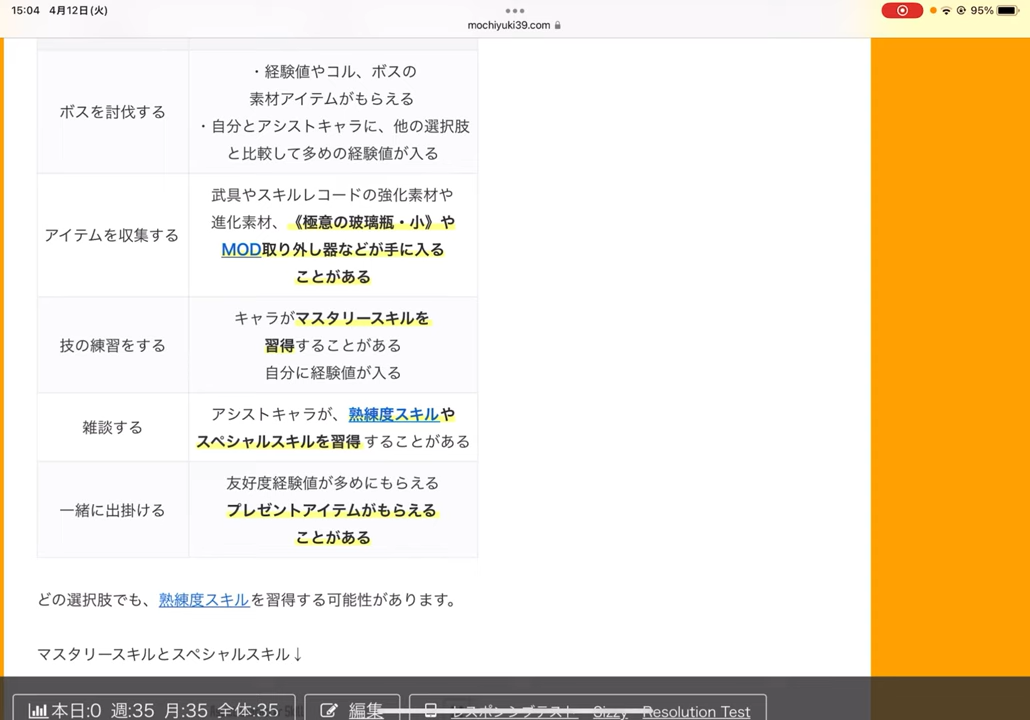 15:04 4月12日(火)
mochiyuki39.com
95%
ボスを討伐する
・経験値やコル、ボスの
素材アイテムがもらえる
・自分とアシストキャラに、他の選択肢
と比較して多めの経験値が入る
アイテムを収集する
武具やスキルレコードの強化素材や
進化素材、《極意の玻璃瓶・小》や
MOD取り外し器などが手に入る
ことがある
技の練習をする
キャラがマスタリースキルを
習得することがある
自分に経験値が入る
雑談する
アシストキャラが、熟練度スキルや
スペシャルスキルを習得することがある
一緒に出掛ける
友好度経験値が多めにもらえる
プレゼントアイテムがもらえる
ことがある
どの選択肢でも、熟練度スキルを習得する可能性があります。
マスタリースキルとスペシャルスキル↓
本日:0 週:35 月:35 全体:35
編集
レスポンシブテスト Sizzy Resolution Test